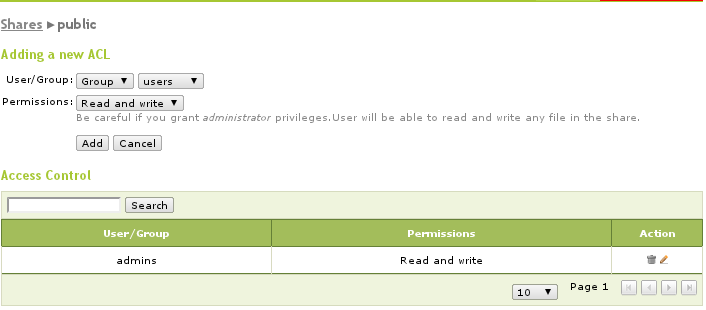 Shares ▸ public
Adding a new ACL
User/Group: Group ▼ users ▼
Permissions: Read and write ▼
Be careful if you grant administrator privileges.User will be able to read and write any file in the share.
Add Cancel
Access Control
Search
User/Group Permissions Action
admins Read and write
10 ▼ Page 1